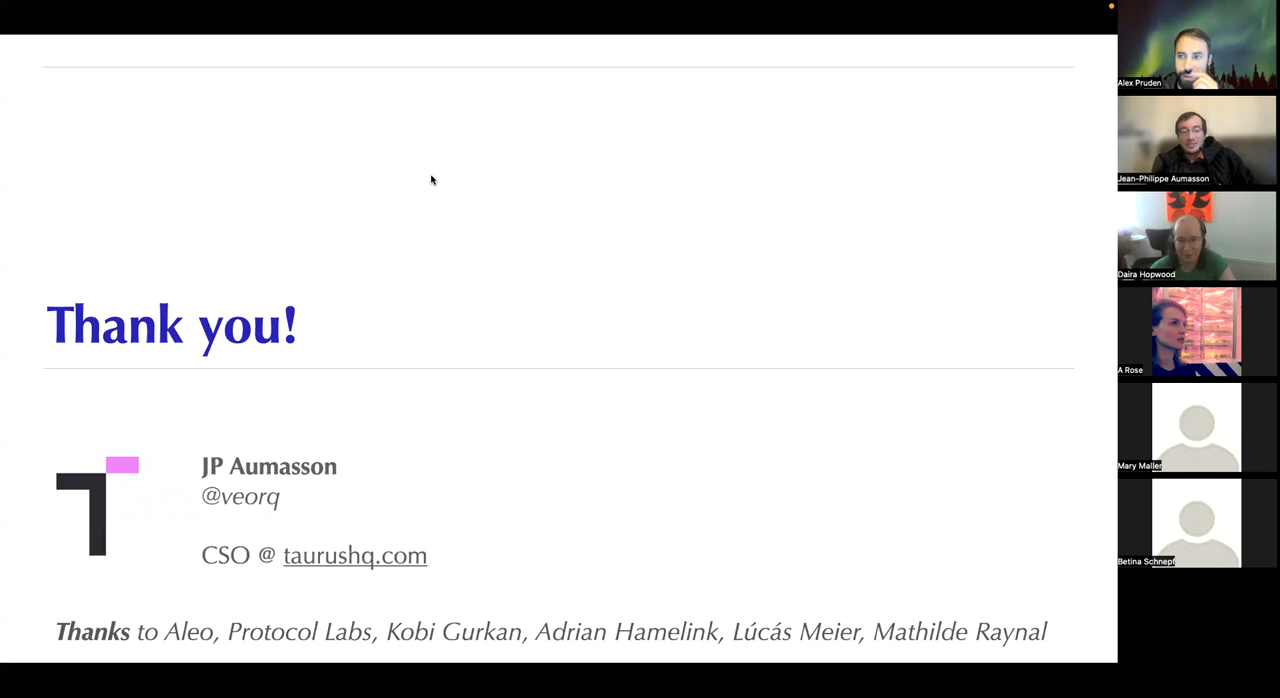 Thank you!
JP Aumasson
@veorq
CSO @ taurushq.com
Thanks to Aleo, Protocol Labs, Kobi Gurkan, Adrian Hamelink, Lúcás Meier, Mathilde Raynal
Alex Pruden
Jean-Philippe Aumasson
Daira Hopwood
A Rose
Mary Maller
Betina Schnepf